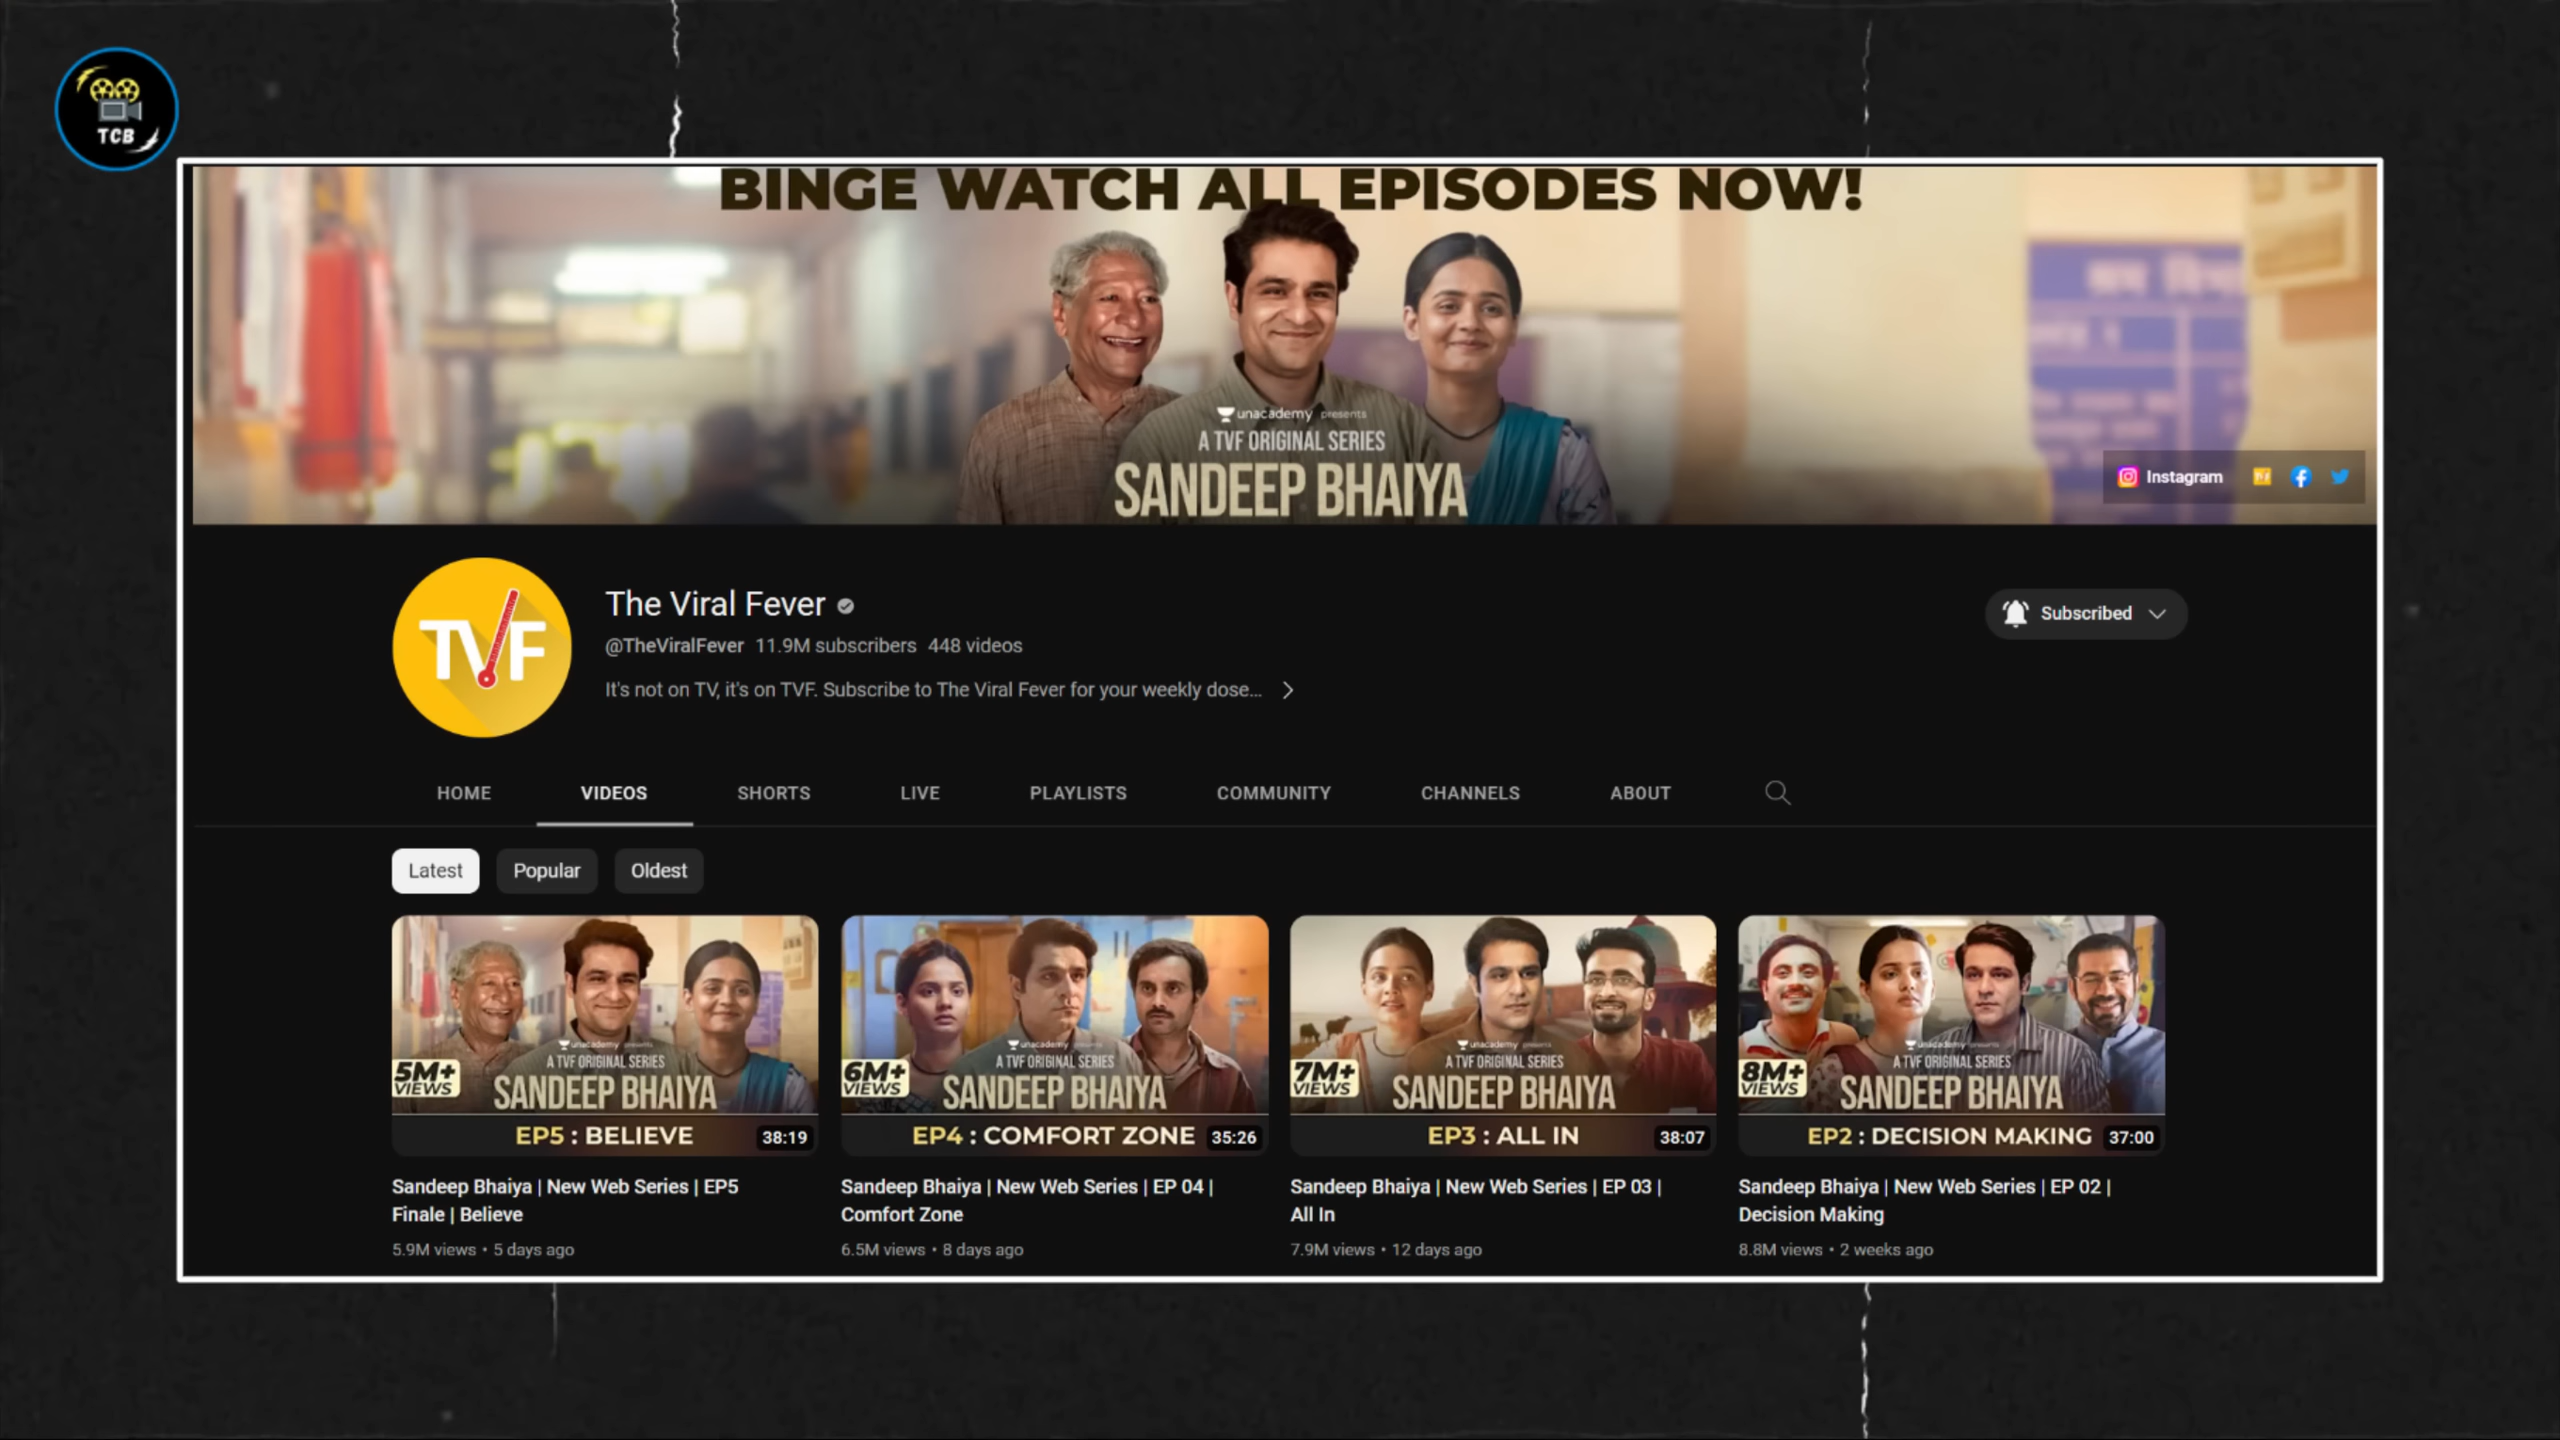 TCB
BINGE WATCH ALL EPISODES NOW!
unacademy presents
A TVF ORIGINAL SERIES
SANDEEP BHAIYA
Instagram
TVF
The Viral Fever
@TheViralFever 11.9M subscribers 448 videos
It's not on TV, it's on TVF. Subscribe to The Viral Fever for your weekly dose...
Subscribed
HOME VIDEOS SHORTS LIVE PLAYLISTS COMMUNITY CHANNELS ABOUT
Latest Popular Oldest
5M+
VIEWS
unacademy presents
A TVF ORIGINAL SERIES
SANDEEP BHAIYA
EP5 : BELIEVE
38:19
Sandeep Bhaiya | New Web Series | EP5
Finale | Believe
5.9M views • 5 days ago
6M+
VIEWS
unacademy presents
A TVF ORIGINAL SERIES
SANDEEP BHAIYA
EP4 : COMFORT ZONE
35:26
Sandeep Bhaiya | New Web Series | EP 04 |
Comfort Zone
6.5M views • 8 days ago
7M+
VIEWS
unacademy presents
A TVF ORIGINAL SERIES
SANDEEP BHAIYA
EP3 : ALL IN
38:07
Sandeep Bhaiya | New Web Series | EP 03 |
All In
7.9M views • 12 days ago
8M+
VIEWS
unacademy presents
A TVF ORIGINAL SERIES
SANDEEP BHAIYA
EP2 : DECISION MAKING
37:00
Sandeep Bhaiya | New Web Series | EP 02 |
Decision Making
8.8M views • 2 weeks ago